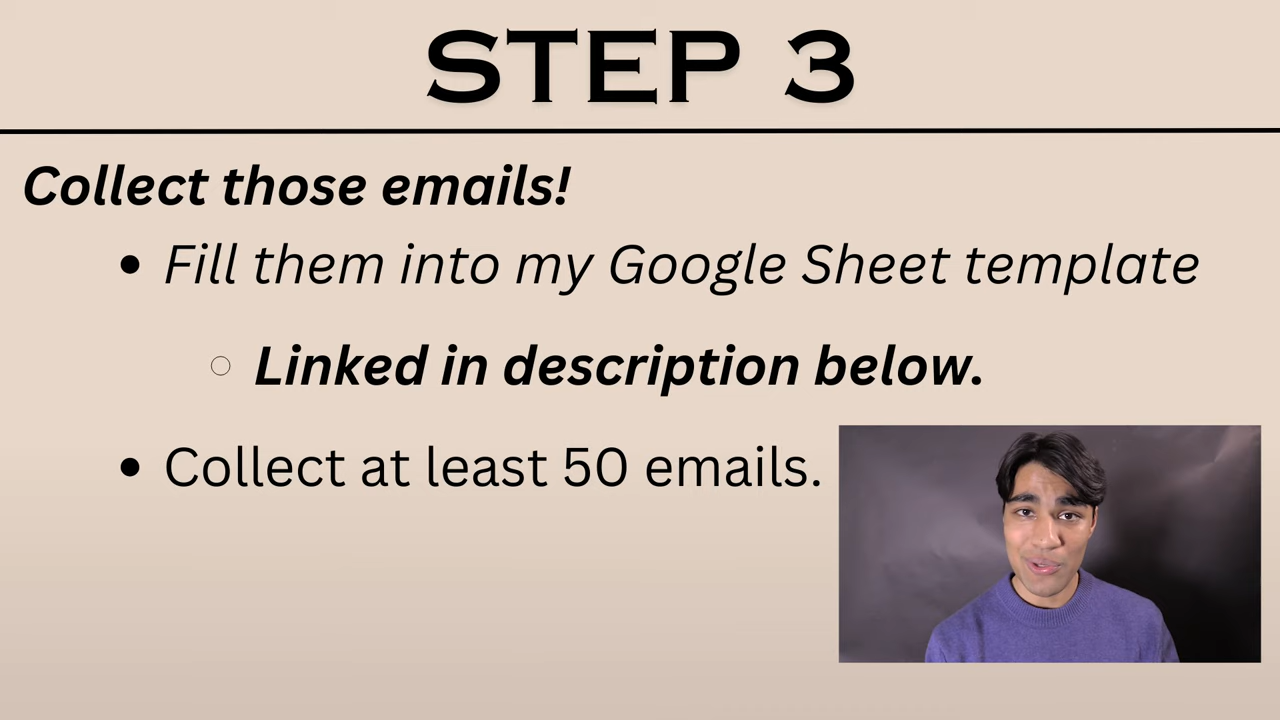 STEP 3
Collect those emails!
Fill them into my Google Sheet template
Linked in description below.
Collect at least 50 emails.